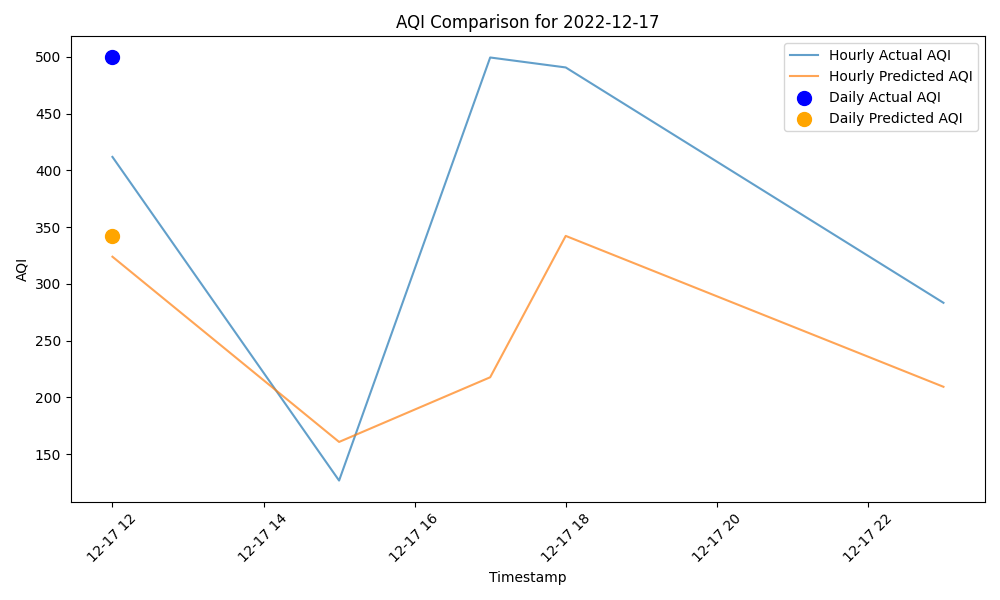 AQI Comparison for 2022-12-17
Hourly Actual AQI
Hourly Predicted AQI
Daily Actual AQI
Daily Predicted AQI
AQI
500
450
400
350
300
250
200
150
12-17 12
12-17 14
12-17 16
12-17 18
12-17 20
12-17 22
Timestamp